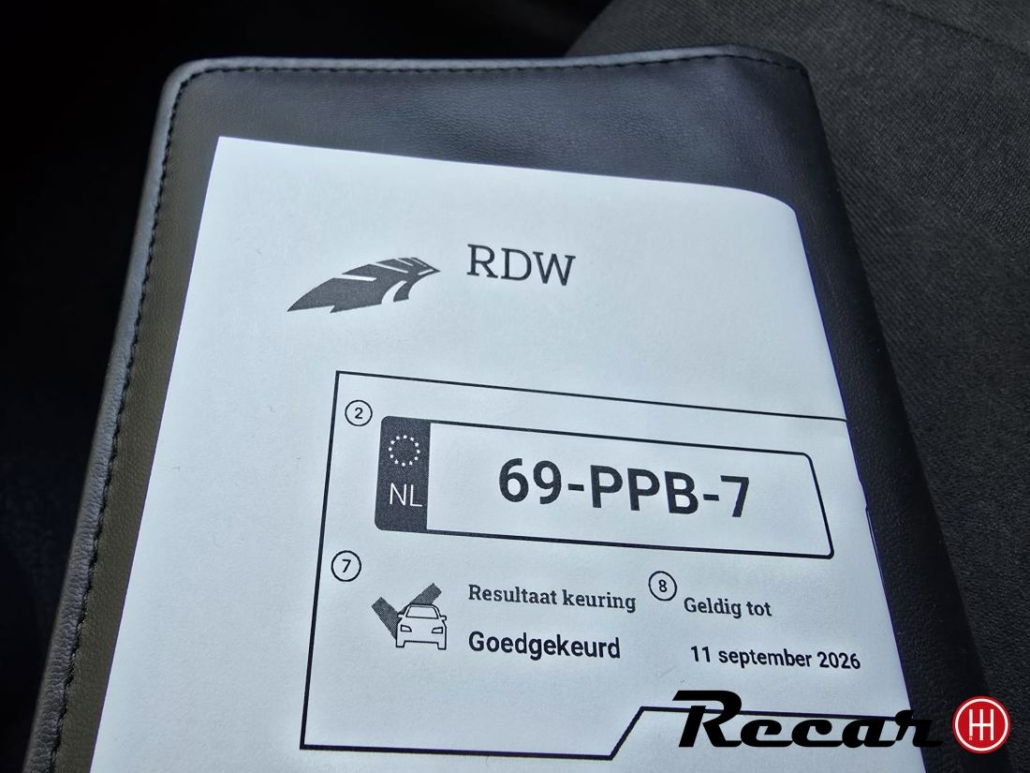 RDW
2
NL
69-PPB-7
7
Resultaat keuring
Goedgekeurd
8
Geldig tot
11 september 2026
Recar
H